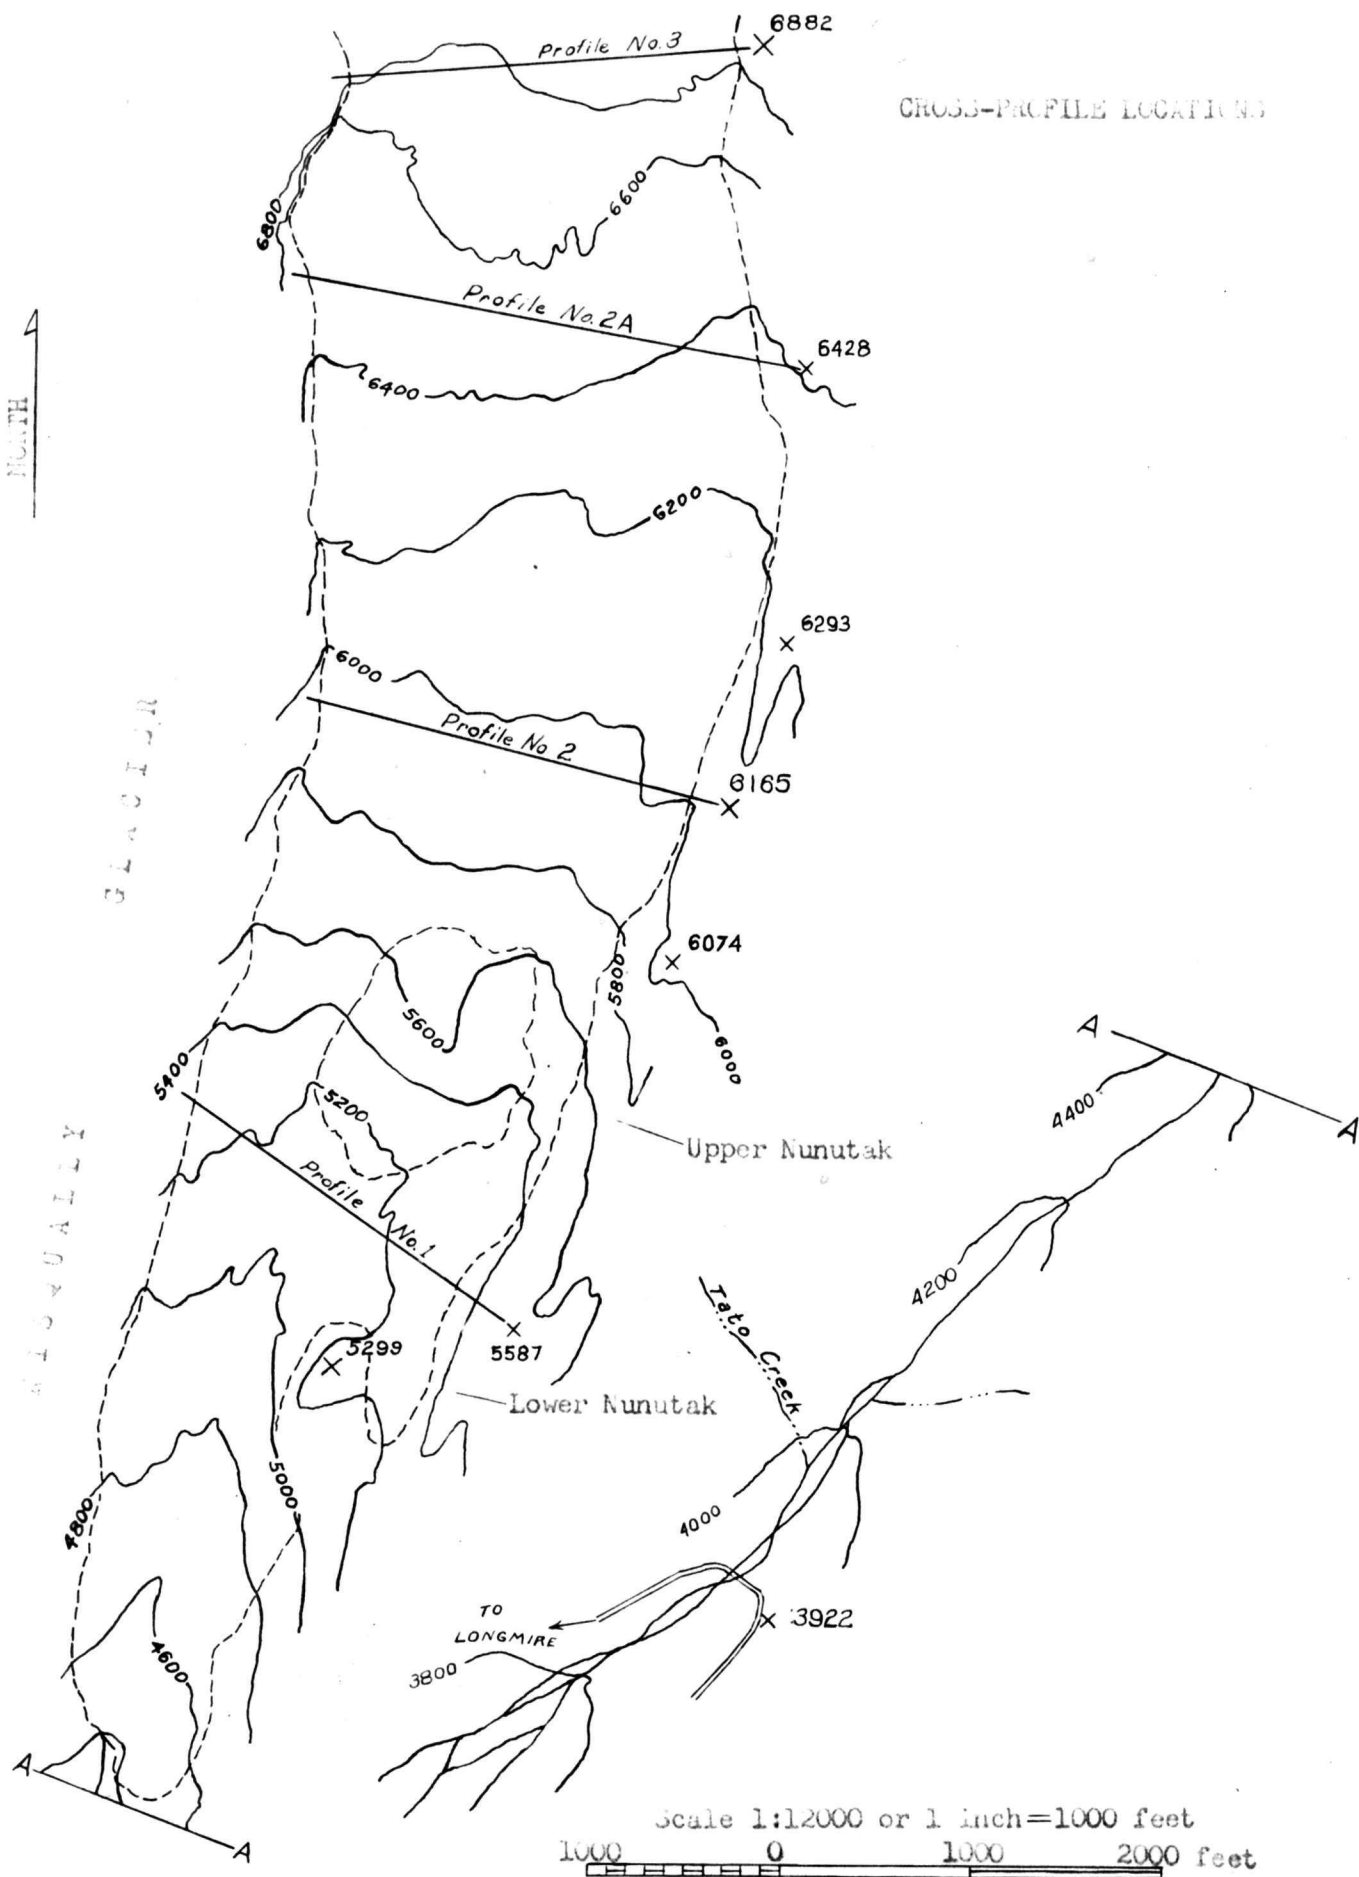 6882
Profile No. 3
CROSS-PROFILE LOCATIONS
6600
6800
Profile No. 2A
6428
6400
NORTH
6200
6293
6000
Profile No 2
6165
GLACIER
6074
5800
5600
6000
A
5400
4400
5200
A
Upper Nunutak
NISQUALLY
Profile No. 1
4200
Tato Creek
5299
5587
Lower Nunutak
5000
4800
4000
TO
LONGMIRE
3922
4600
3800
A
A
Scale 1:12000 or 1 inch=1000 feet
1000 0 1000 2000 feet